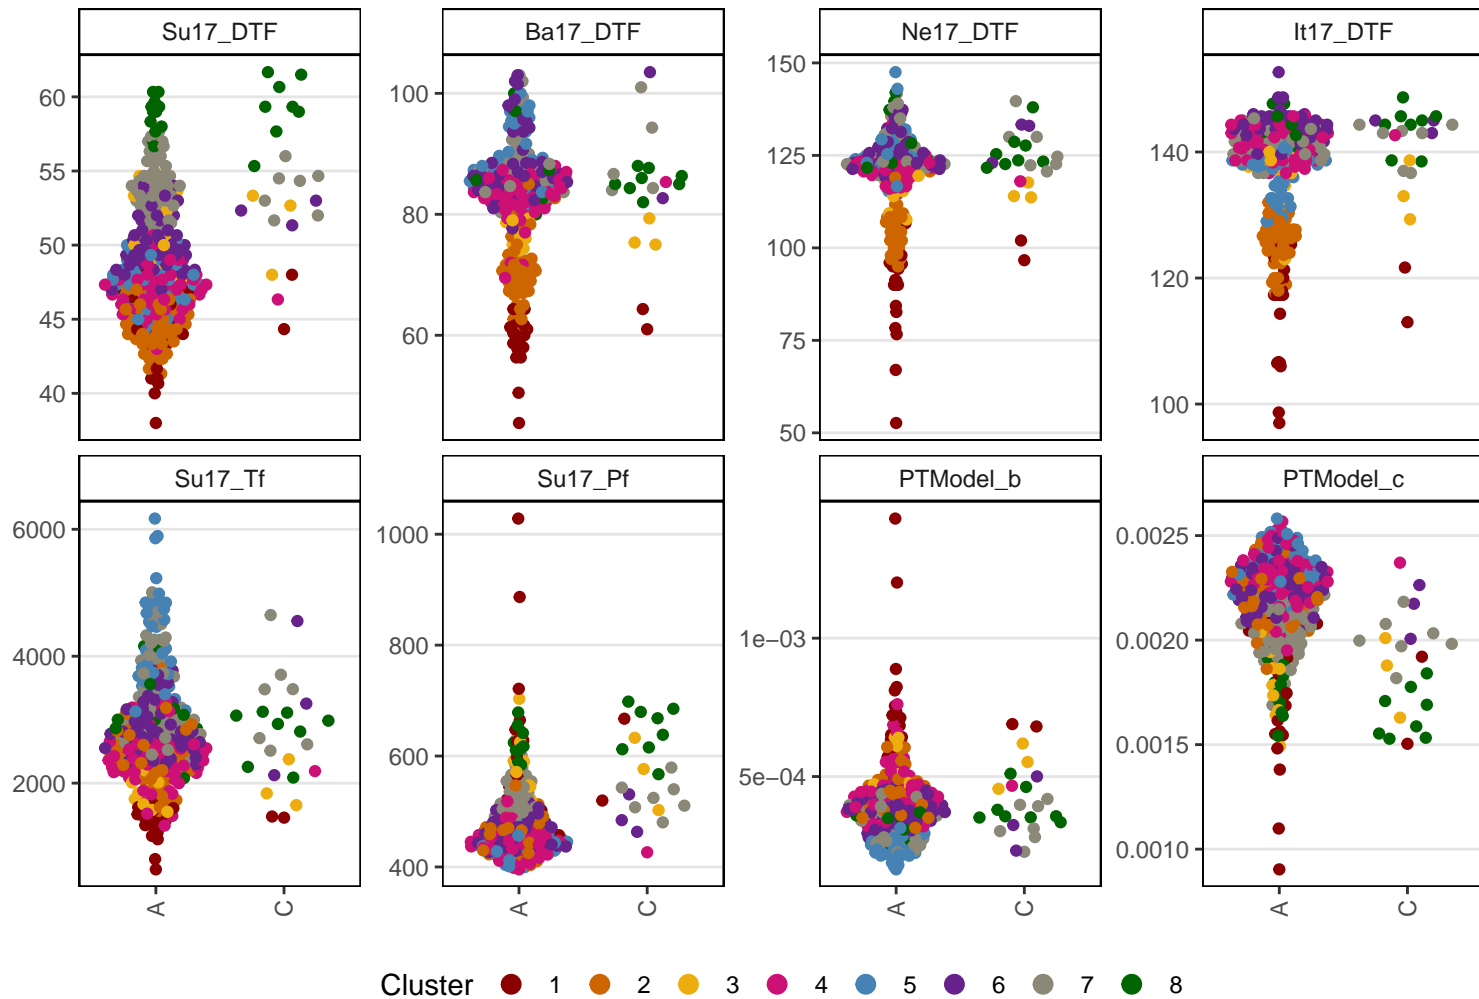 Su17_DTF Ba17_DTF Ne17_DTF It17_DTF
60 55 50 45 40
100 80 60
150 125 100 75 50
140 120 100
Su17_Tf Su17_Pf PTModel_b PTModel_c
6000 4000 2000
1000 800 600 400
1e−03 5e−04
0.0025 0.0020 0.0015 0.0010
A C A C A C A C
Cluster 1 2 3 4 5 6 7 8